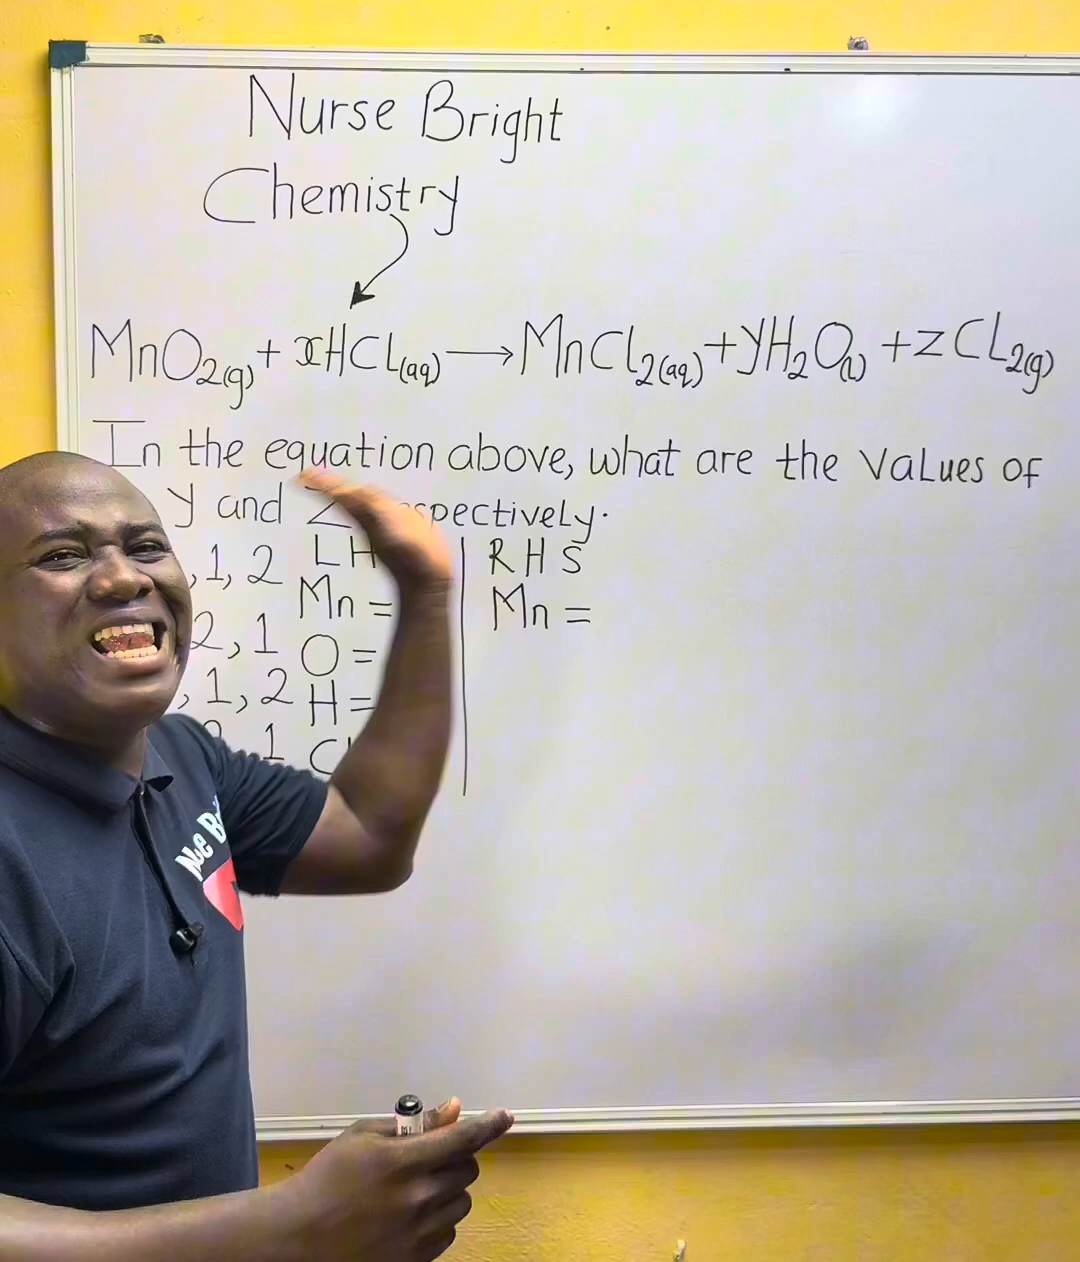 Nurse Bright
Chemistry
MnO₂(g) + xHCL(aq) → MnCl₂(aq) + yH₂O(l) + zCL₂(g)
In the equation above, what are the values of
y and Z respectively.
, 1, 2 LH | RHS
Mn = | Mn =
2, 1 O =
, 1, 2 H =
1 C